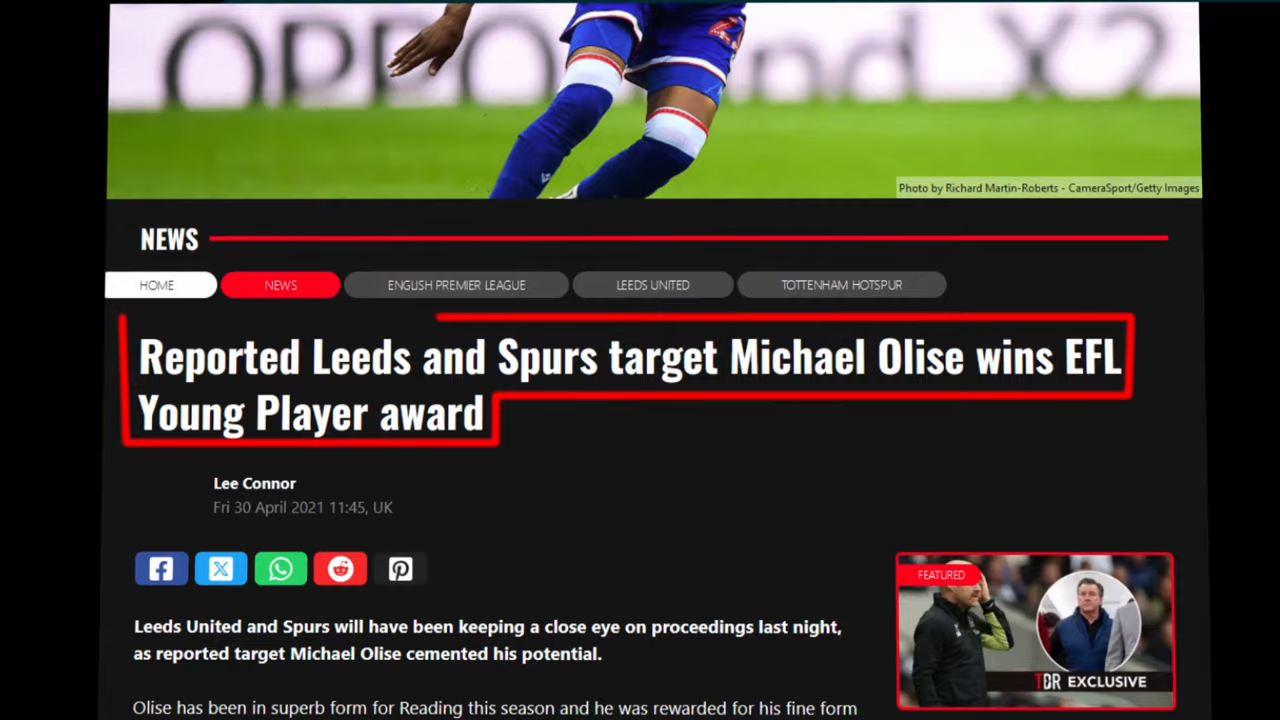 OPPO nd X2
Photo by Richard Martin-Roberts - CameraSport/Getty Images
NEWS
HOME
NEWS
ENGLISH PREMIER LEAGUE
LEEDS UNITED
TOTTENHAM HOTSPUR
Reported Leeds and Spurs target Michael Olise wins EFL
Young Player award
Lee Connor
Fri 30 April 2021 11:45, UK
FEATURED
TDR EXCLUSIVE
Leeds United and Spurs will have been keeping a close eye on proceedings last night,
as reported target Michael Olise cemented his potential.
Olise has been in superb form for Reading this season and he was rewarded for his fine form